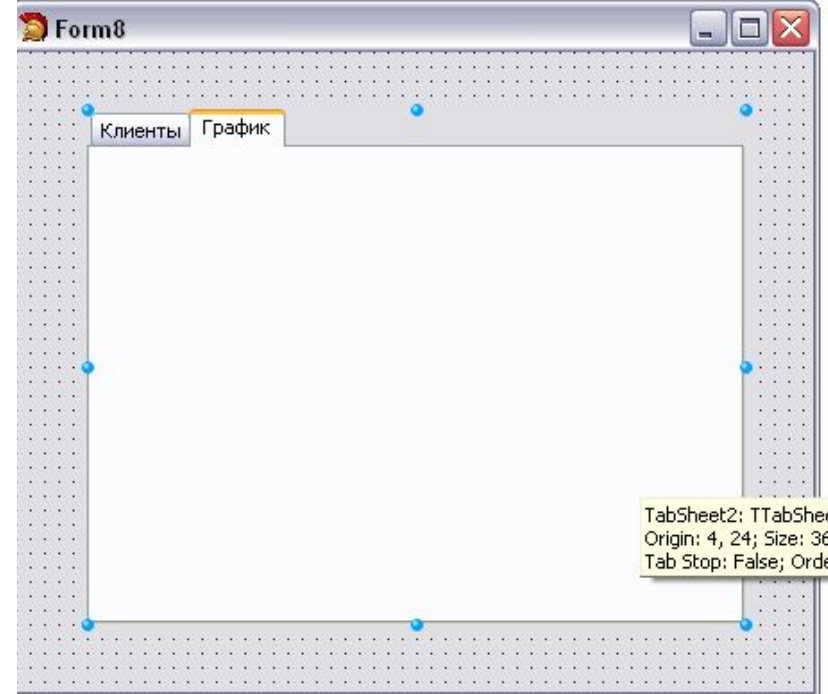 Form8
Клиенты График
TabSheet2: TTabShe
Origin: 4, 24; Size: 36
Tab Stop: False; Orde